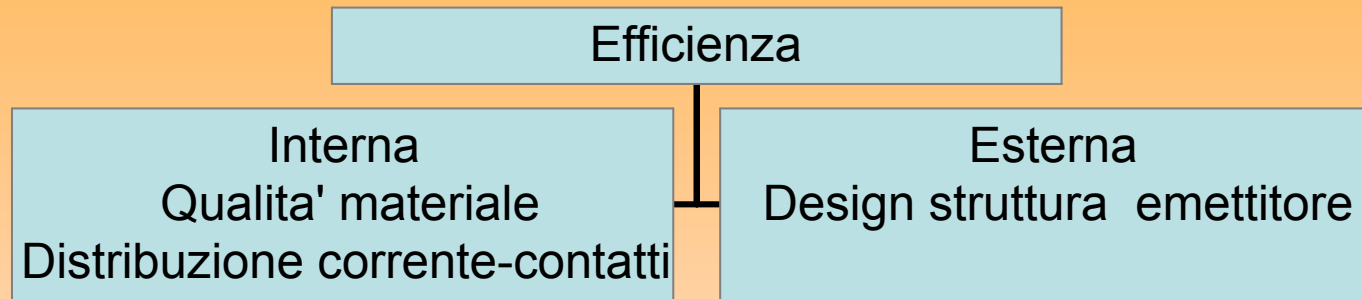 Efficienza
Interna
Qualita' materiale
Distribuzione corrente-contatti
Esterna
Design struttura emettitore